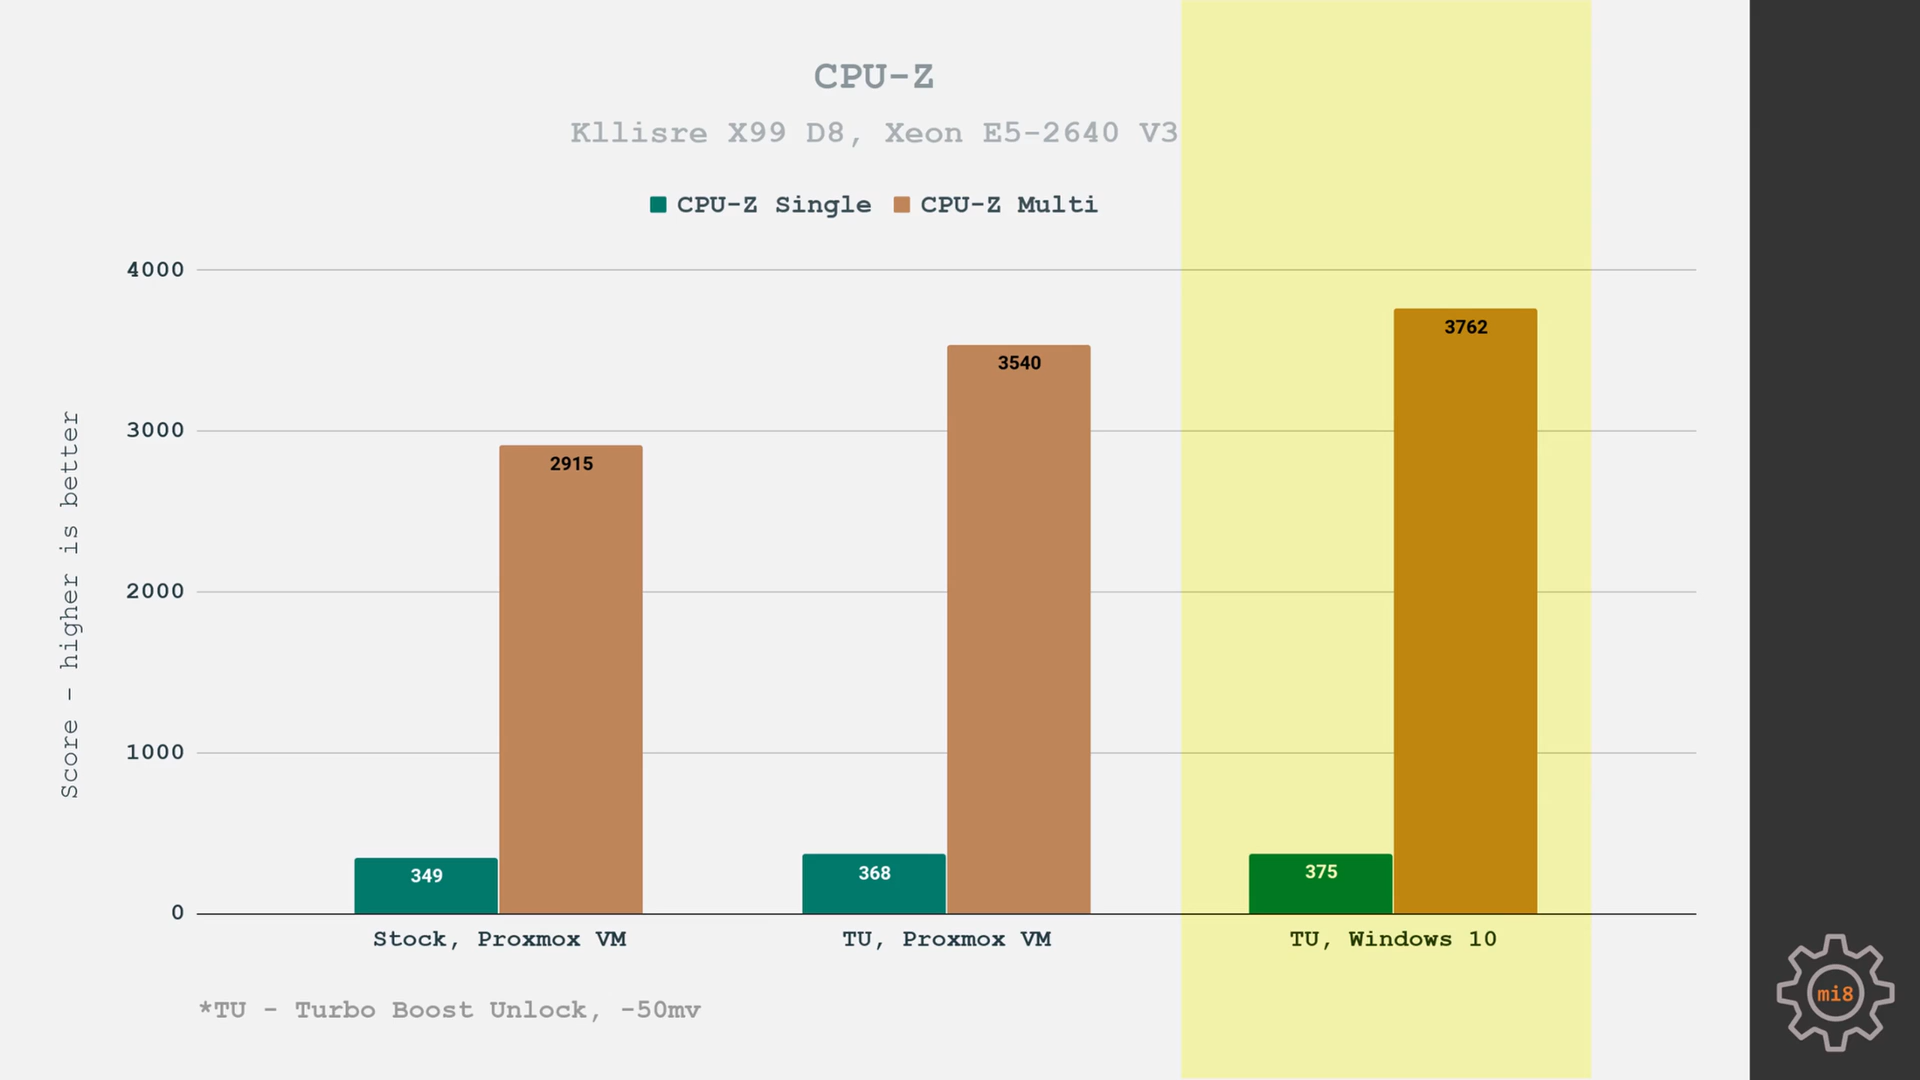 CPU-Z
Kllisre X99 D8, Xeon E5-2640 V3
CPU-Z Single CPU-Z Multi
4000
3000
2000
1000
0
Score - higher is better
349
2915
368
3540
375
3762
Stock, Proxmox VM
TU, Proxmox VM
TU, Windows 10
*TU - Turbo Boost Unlock, -50mv
mi8